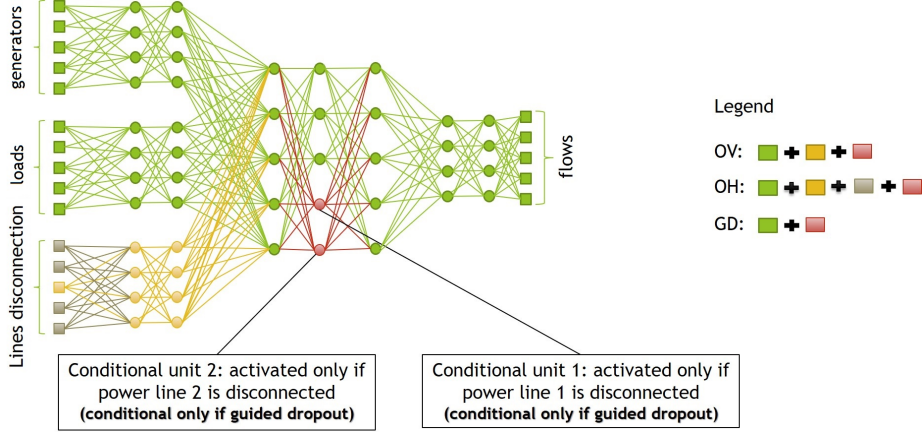 generators
loads
Lines disconnection
flows
Legend
OV:
OH:
GD:
Conditional unit 2: activated only if
power line 2 is disconnected
(conditional only if guided dropout)
Conditional unit 1: activated only if
power line 1 is disconnected
(conditional only if guided dropout)